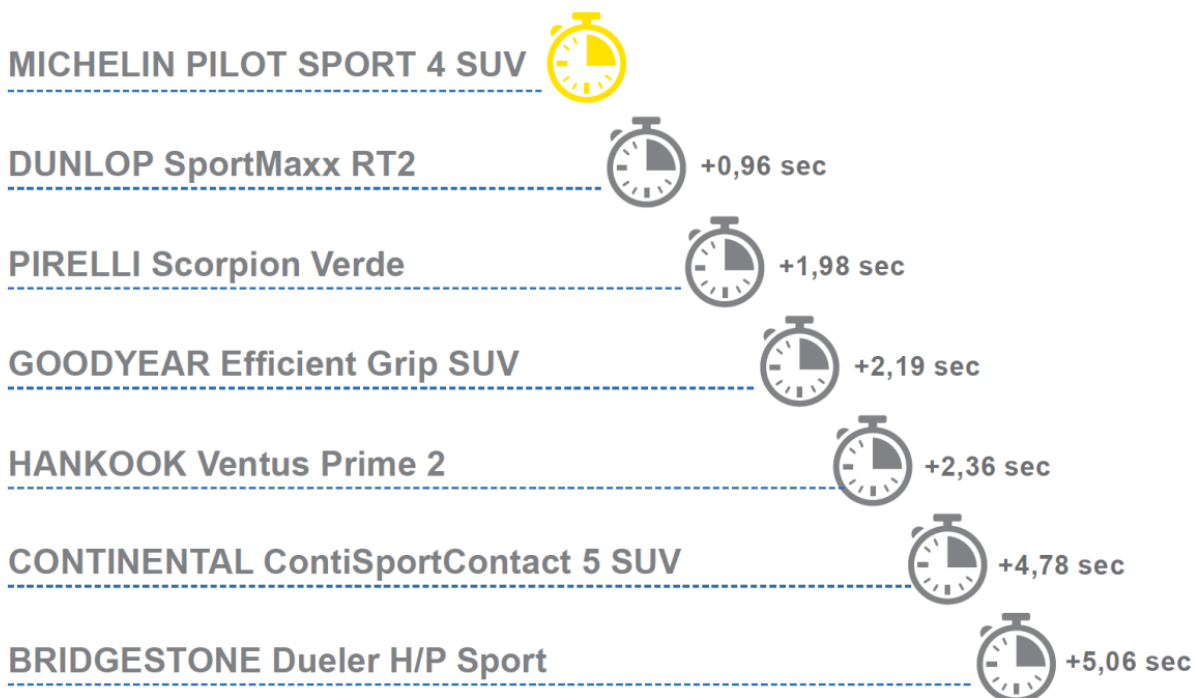 MICHELIN PILOT SPORT 4 SUV
DUNLOP SportMaxx RT2 +0,96 sec
PIRELLI Scorpion Verde +1,98 sec
GOODYEAR Efficient Grip SUV +2,19 sec
HANKOOK Ventus Prime 2 +2,36 sec
CONTINENTAL ContiSportContact 5 SUV +4,78 sec
BRIDGESTONE Dueler H/P Sport +5,06 sec